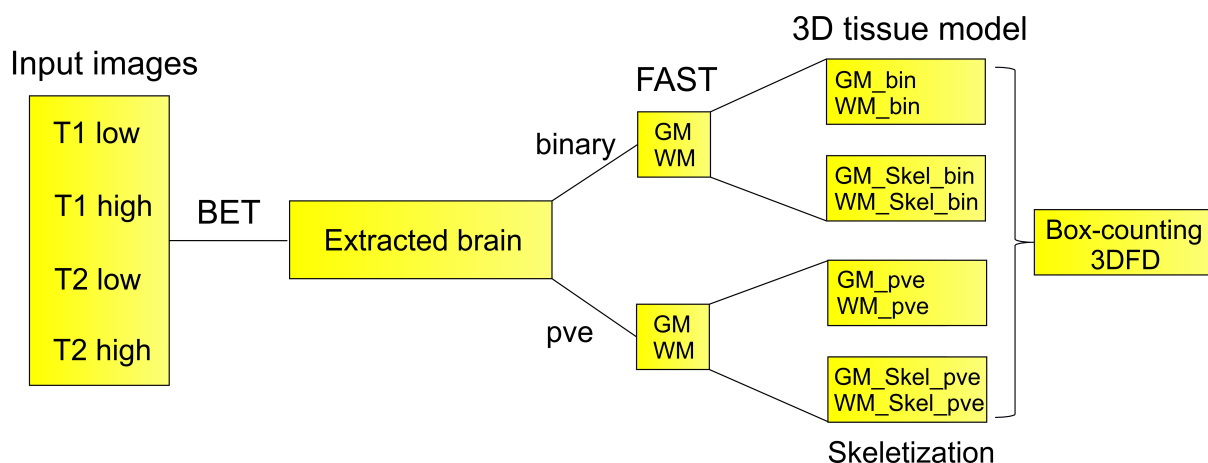 Input images
T1 low
T1 high
T2 low
T2 high
BET
Extracted brain
binary
pve
FAST
GM
WM
GM
WM
3D tissue model
GM_bin
WM_bin
GM_Skel_bin
WM_Skel_bin
GM_pve
WM_pve
GM_Skel_pve
WM_Skel_pve
Skeletization
Box-counting
3DFD